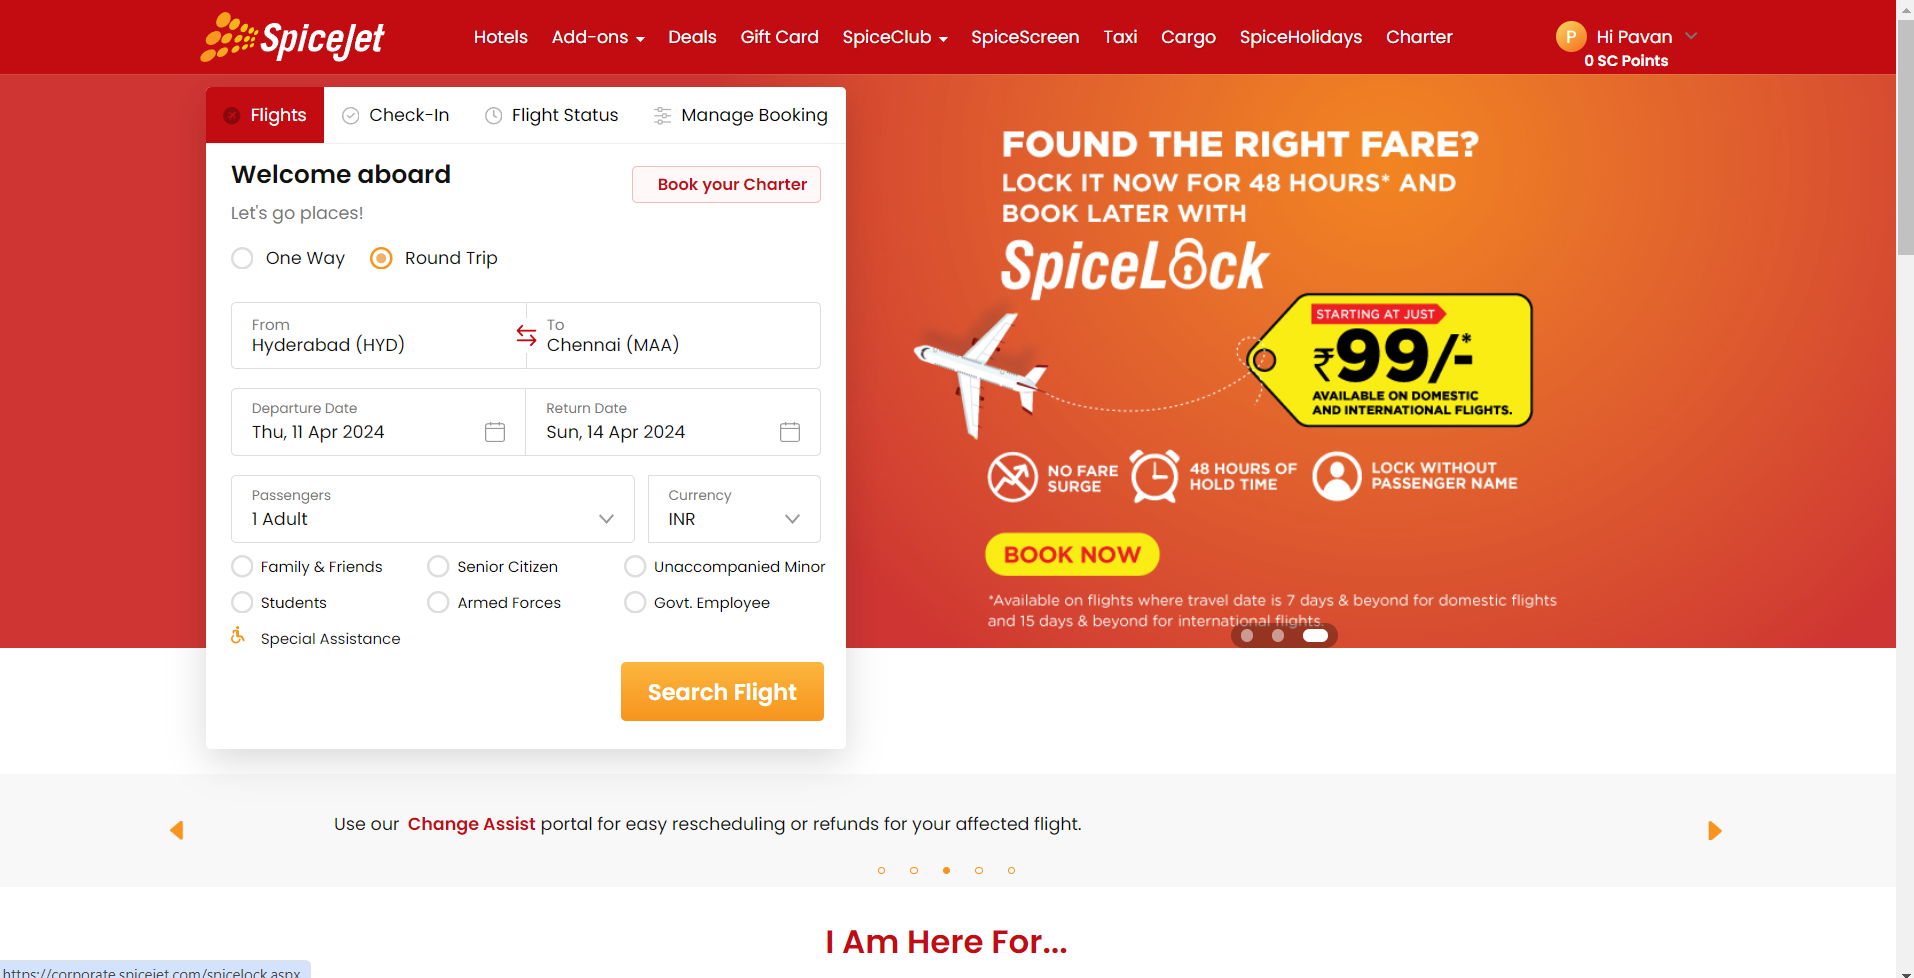 SpiceJet
Hotels Add-ons Deals Gift Card SpiceClub SpiceScreen Taxi Cargo SpiceHolidays Charter
P Hi Pavan
0 SC Points
Flights Check-In Flight Status Manage Booking
Welcome aboard
Book your Charter
Let's go places!
One Way Round Trip
From
Hyderabad (HYD)
To
Chennai (MAA)
Departure Date
Thu, 11 Apr 2024
Return Date
Sun, 14 Apr 2024
Passengers
1 Adult
Currency
INR
Family & Friends Senior Citizen Unaccompanied Minor
Students Armed Forces Govt. Employee
Special Assistance
Search Flight
FOUND THE RIGHT FARE?
LOCK IT NOW FOR 48 HOURS* AND
BOOK LATER WITH
SpiceLock
STARTING AT JUST
₹99/-*
AVAILABLE ON DOMESTIC
AND INTERNATIONAL FLIGHTS.
NO FARE
SURGE
48 HOURS OF
HOLD TIME
LOCK WITHOUT
PASSENGER NAME
BOOK NOW
*Available on flights where travel date is 7 days & beyond for domestic flights
and 15 days & beyond for international flights.
Use our Change Assist portal for easy rescheduling or refunds for your affected flight.
I Am Here For...
https://corporate.spicejet.com/spicelock.aspx